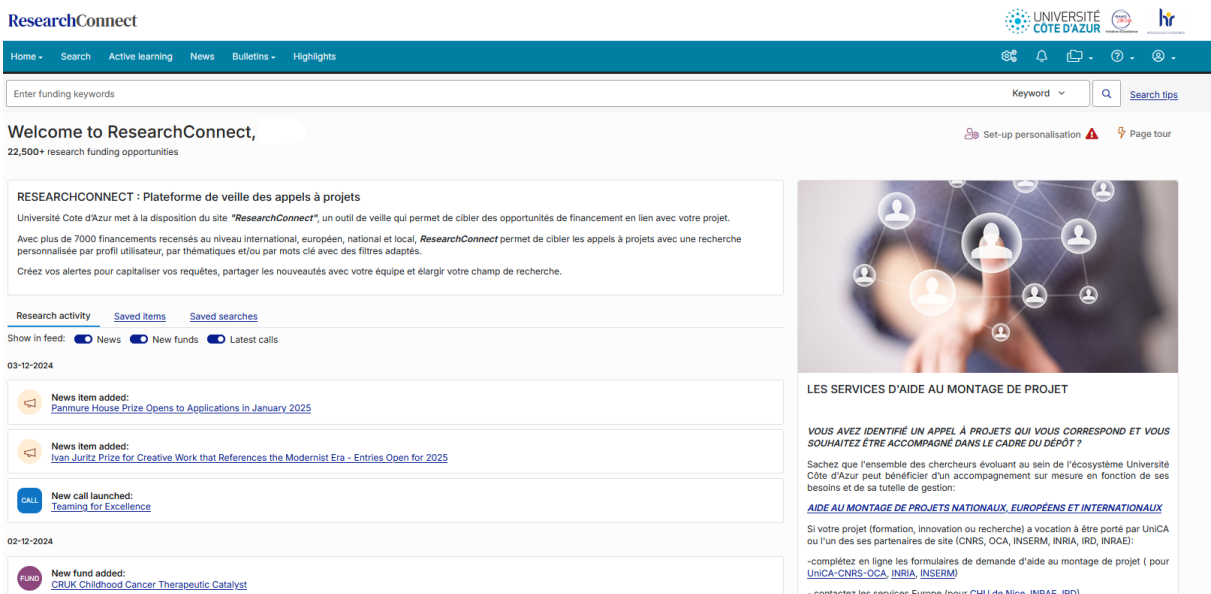 ResearchConnect
UNIVERSITÉ
CÔTE D'AZUR
hr
Home
Search
Active learning
News
Bulletins
Highlights
Enter funding keywords
Keyword
Search tips
Welcome to ResearchConnect,
22,500+ research funding opportunities
Set-up personalisation
Page tour
RESEARCHCONNECT : Plateforme de veille des appels à projets
Université Cote d'Azur met à la disposition du site "ResearchConnect", un outil de veille qui permet de cibler des opportunités de financement en lien avec votre projet.
Avec plus de 7000 financements recensés au niveau international, européen, national et local, ResearchConnect permet de cibler les appels à projets avec une recherche
personnalisée par profil utilisateur, par thématiques et/ou par mots clé avec des filtres adaptés.
Créez vos alertes pour capitaliser vos requêtes, partager les nouveautés avec votre équipe et élargir votre champ de recherche.
Research activity
Saved items
Saved searches
Show in feed:
News
New funds
Latest calls
03-12-2024
News item added:
Panmure House Prize Opens to Applications in January 2025
News item added:
Ivan Juritz Prize for Creative Work that References the Modernist Era - Entries Open for 2025
CALL
New call launched:
Teaming for Excellence
02-12-2024
FUND
New fund added:
CRUK Childhood Cancer Therapeutic Catalyst
LES SERVICES D'AIDE AU MONTAGE DE PROJET
VOUS AVEZ IDENTIFIÉ UN APPEL À PROJETS QUI VOUS CORRESPOND ET VOUS
SOUHAITEZ ÊTRE ACCOMPAGNÉ DANS LE CADRE DU DÉPÔT ?
Sachez que l'ensemble des chercheurs évoluant au sein de l'écosystème Université
Côte d'Azur peut bénéficier d'un accompagnement sur mesure en fonction de ses
besoins et de sa tutelle de gestion:
AIDE AU MONTAGE DE PROJETS NATIONAUX, EUROPÉENS ET INTERNATIONAUX
Si votre projet (formation, innovation ou recherche) a vocation à être porté par UniCA
ou l'un des ses partenaires de site (CNRS, OCA, INSERM, INRIA, IRD, INRAE):
-complétez en ligne les formulaires de demande d'aide au montage de projet ( pour
UniCA-CNRS-OCA, INRIA, INSERM)
- contactez les services Europe (pour CHU de Nice, INRAE, IRD)